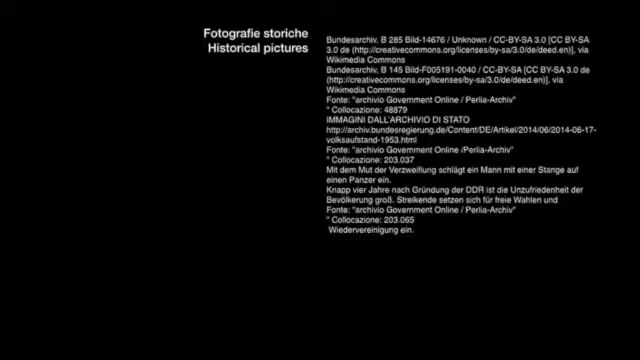 Fotografie storiche
Historical pictures
Bundesarchiv, B 285 Bild-14676 / Unknown / CC-BY-SA 3.0 [CC BY-SA
3.0 de (http://creativecommons.org/licenses/by-sa/3.0/de/deed.en)], via
Wikimedia Commons
Bundesarchiv, B 145 Bild-F005191-0040 / CC-BY-SA [CC BY-SA 3.0 de
(http://creativecommons.org/licenses/by-sa/3.0/de/deed.en)], via
Wikimedia Commons
Fonte: "archivio Government Online / Perlia-Archiv"
° Collocazione: 48879
IMMAGINI DALL'ARCHIVIO DI STATO
http://archiv.bundesregierung.de/Content/DE/Artikel/2014/06/2014-06-17-
volksaufstand-1953.html
Fonte: "archivio Government Online /Perlia-Archiv"
° Collocazione: 203.037
Mit dem Mut der Verzweiflung schlägt ein Mann mit einer Stange auf
einen Panzer ein.
Knapp vier Jahre nach Gründung der DDR ist die Unzufriedenheit der
Bevölkerung groß. Streikende setzen sich für freie Wahlen und
Fonte: "archivio Government Online / Perlia-Archiv"
° Collocazione: 203.065
Wiedervereinigung ein.